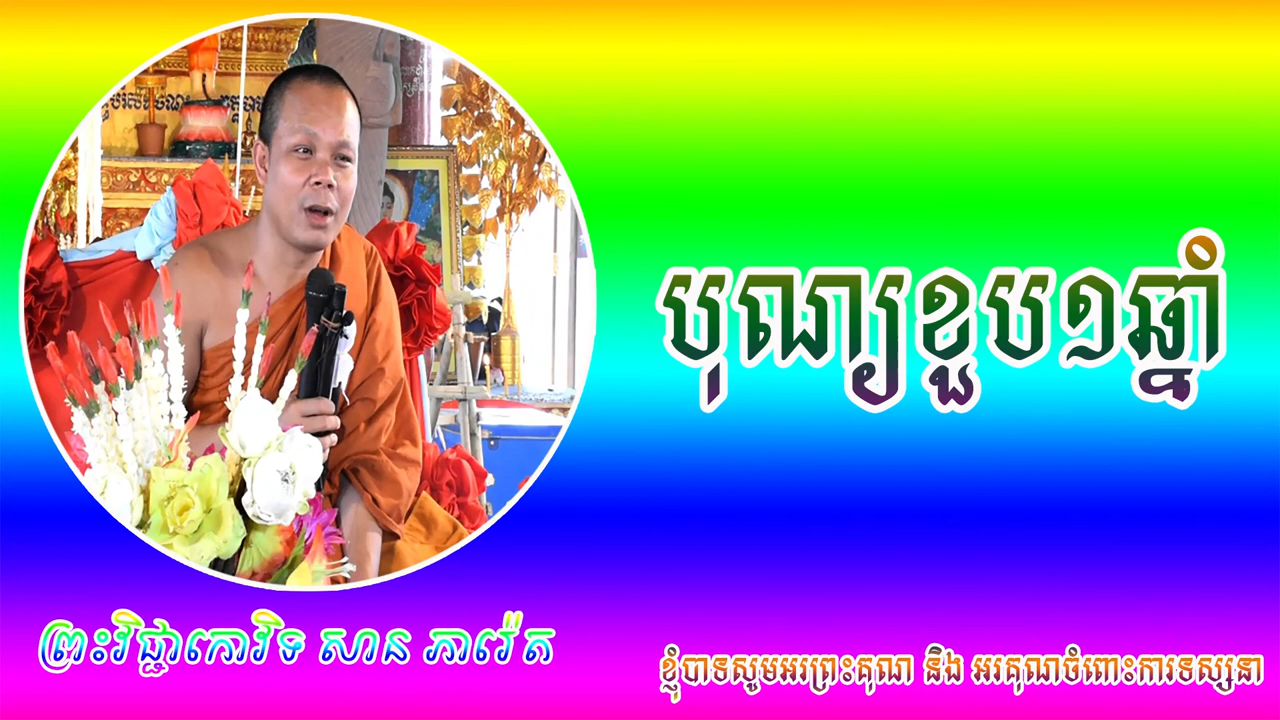 បុណ្យខួប១ឆ្នាំ
ព្រះវិជ្ជាកោវិទ សាន ភារ៉េត
ខ្ញុំបាទសូមអរព្រះគុណ និង អរគុណចំពោះការទស្សនា